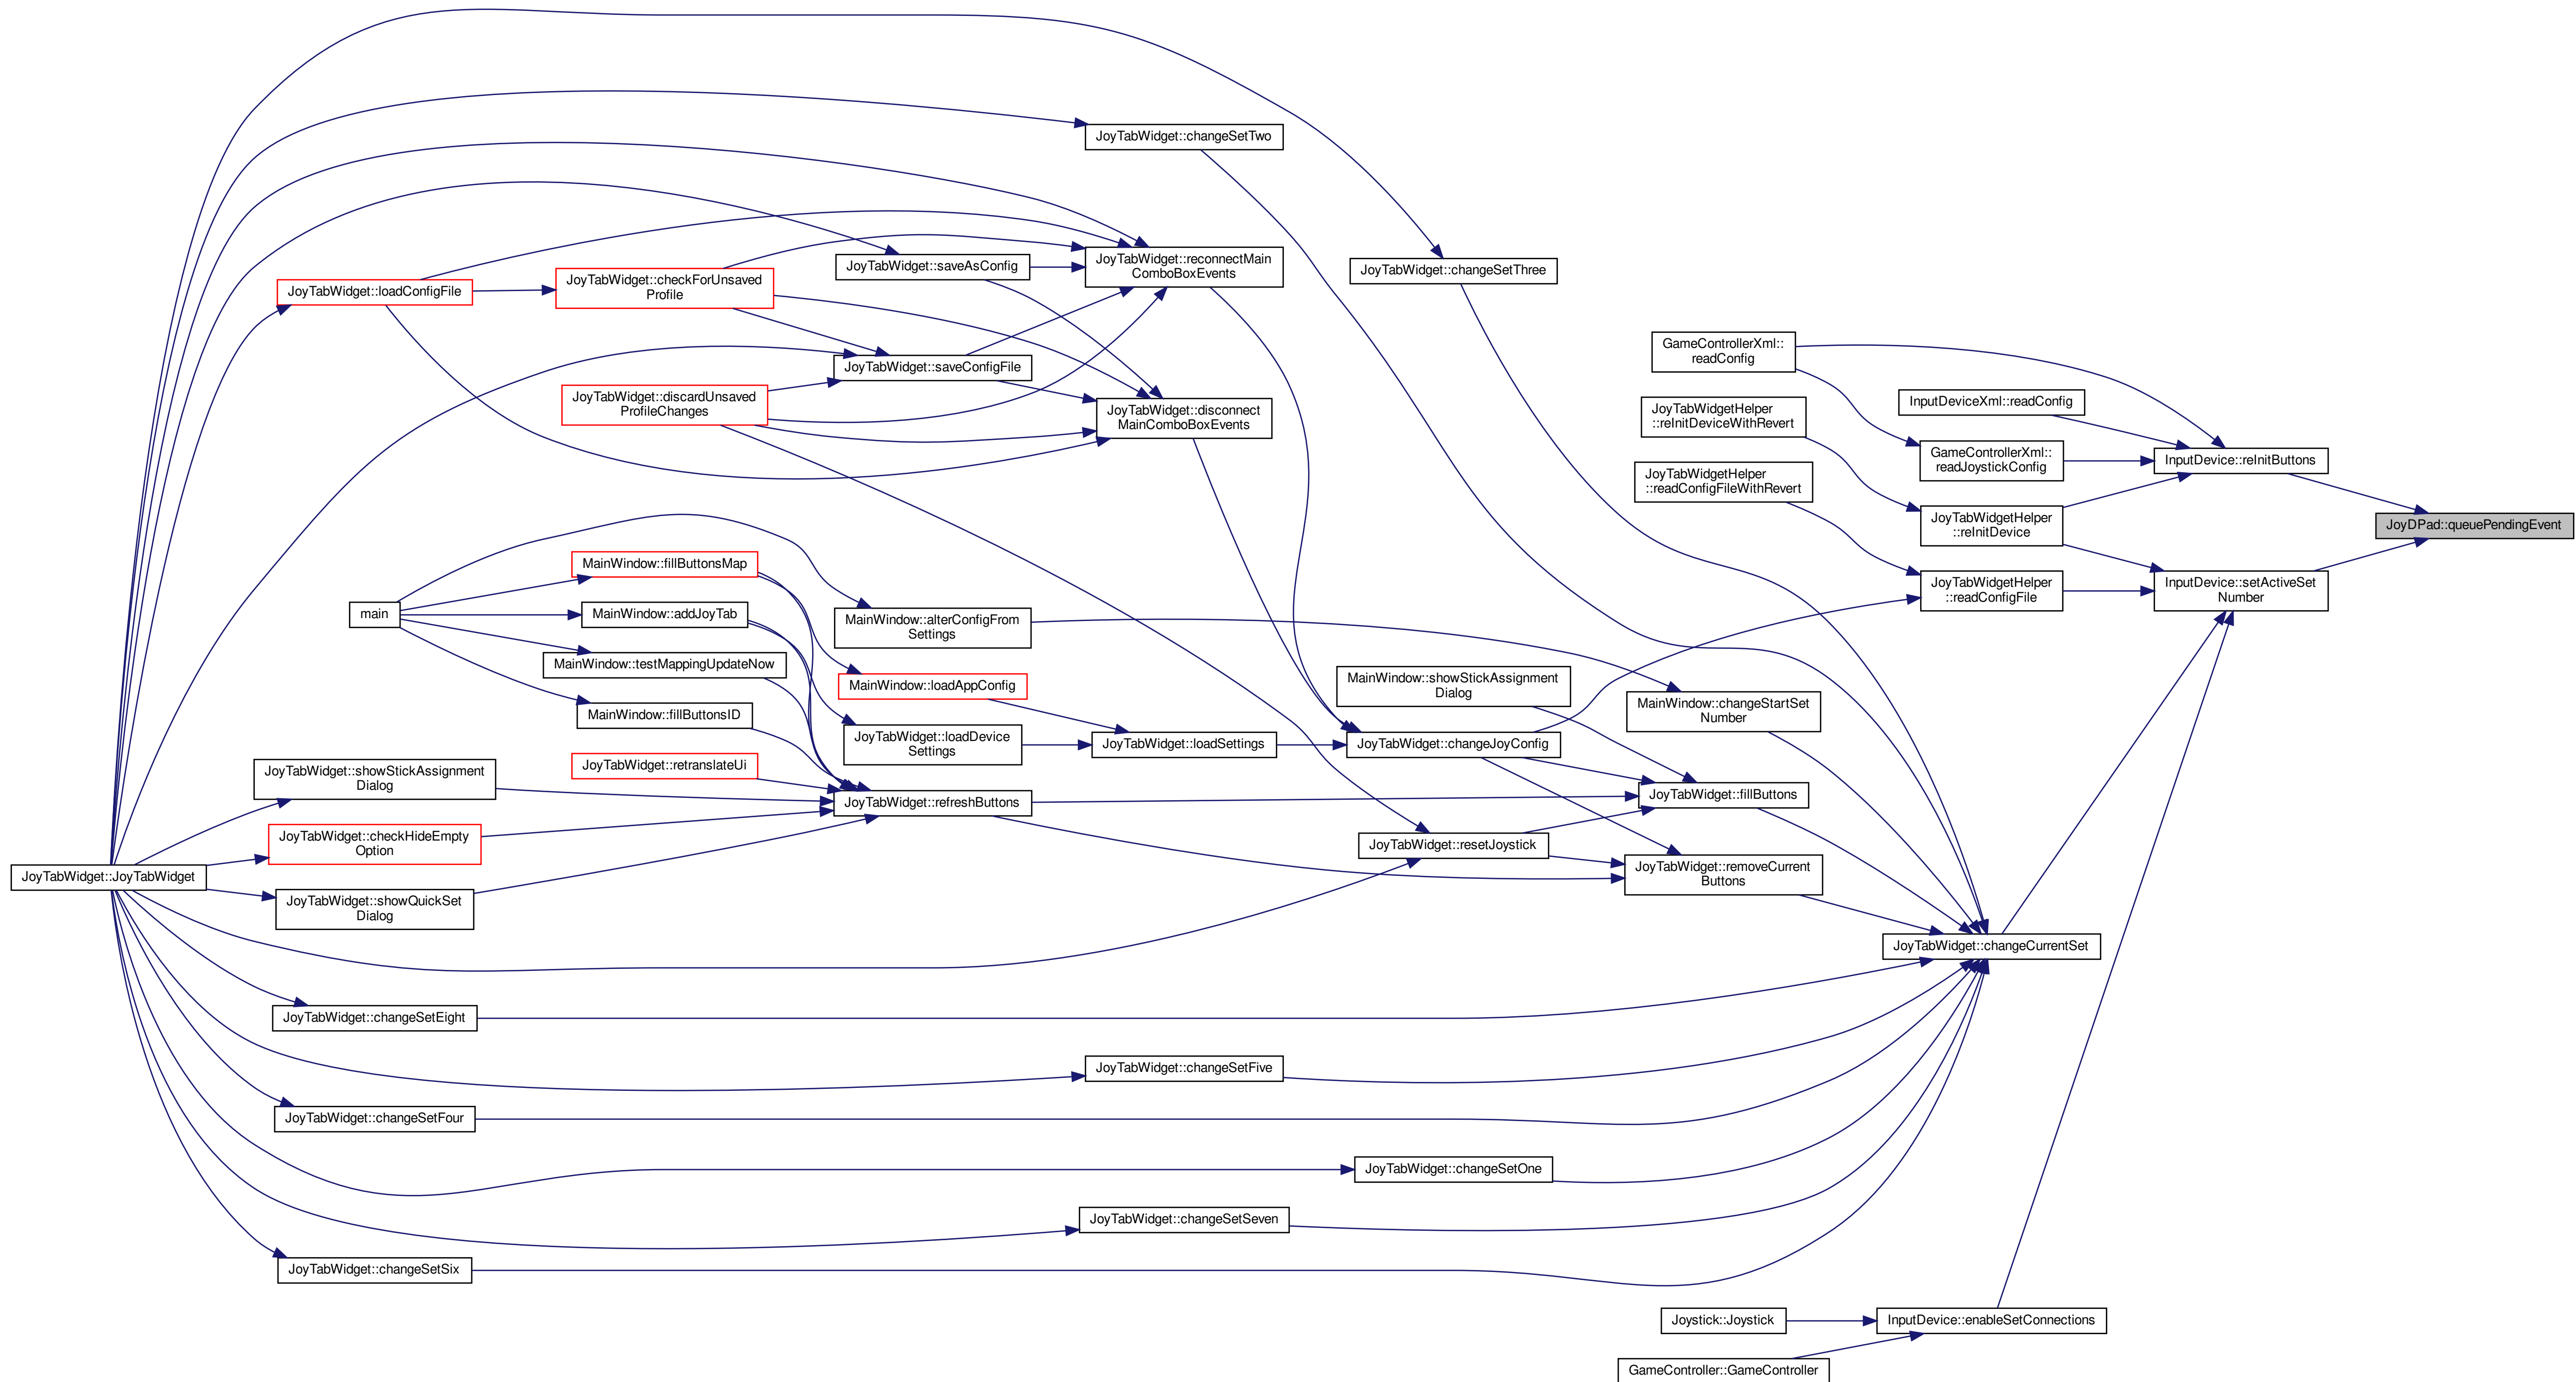 JoyTabWidget::changeSetTwo
JoyTabWidget::saveAsConfig
JoyTabWidget::reconnectMain
ComboBoxEvents
JoyTabWidget::changeSetThree
JoyTabWidget::loadConfigFile
JoyTabWidget::checkForUnsaved
Profile
JoyTabWidget::saveConfigFile
JoyTabWidget::discardUnsaved
ProfileChanges
JoyTabWidget::disconnect
MainComboBoxEvents
GameControllerXml::
readConfig
InputDeviceXml::readConfig
JoyTabWidgetHelper
::reInitDeviceWithRevert
GameControllerXml::
readJoystickConfig
InputDevice::reInitButtons
JoyTabWidgetHelper
::readConfigFileWithRevert
JoyTabWidgetHelper
::reInitDevice
JoyDPad::queuePendingEvent
JoyTabWidgetHelper
::readConfigFile
InputDevice::setActiveSet
Number
MainWindow::fillButtonsMap
main
MainWindow::addJoyTab
MainWindow::alterConfigFrom
Settings
MainWindow::testMappingUpdateNow
MainWindow::loadAppConfig
MainWindow::showStickAssignment
Dialog
MainWindow::changeStartSet
Number
MainWindow::fillButtonsID
JoyTabWidget::loadDevice
Settings
JoyTabWidget::loadSettings
JoyTabWidget::changeJoyConfig
JoyTabWidget::retranslateUi
JoyTabWidget::showStickAssignment
Dialog
JoyTabWidget::refreshButtons
JoyTabWidget::fillButtons
JoyTabWidget::checkHideEmpty
Option
JoyTabWidget::resetJoystick
JoyTabWidget::removeCurrent
Buttons
JoyTabWidget::JoyTabWidget
JoyTabWidget::showQuickSet
Dialog
JoyTabWidget::changeCurrentSet
JoyTabWidget::changeSetEight
JoyTabWidget::changeSetFive
JoyTabWidget::changeSetFour
JoyTabWidget::changeSetOne
JoyTabWidget::changeSetSeven
JoyTabWidget::changeSetSix
Joystick::Joystick
InputDevice::enableSetConnections
GameController::GameController